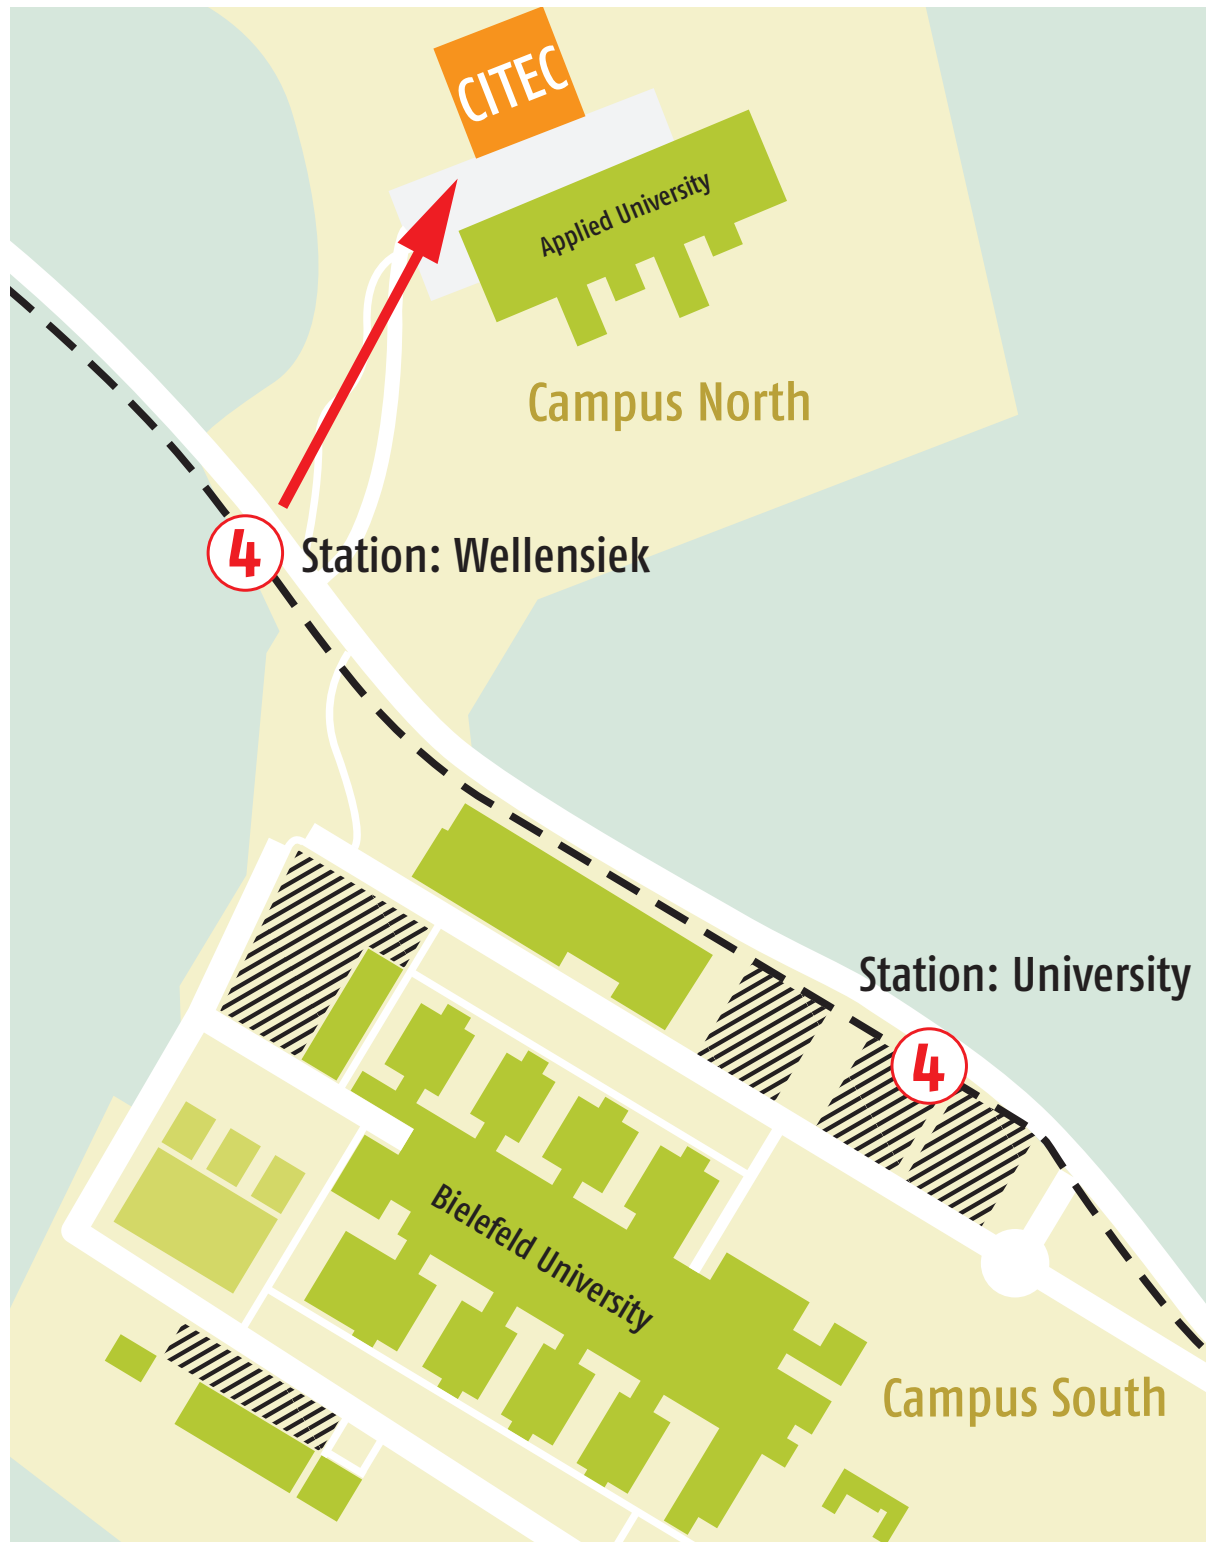 CITEC
Applied University
Campus North
4
Station: Wellensiek
Station: University
4
Bielefeld University
Campus South